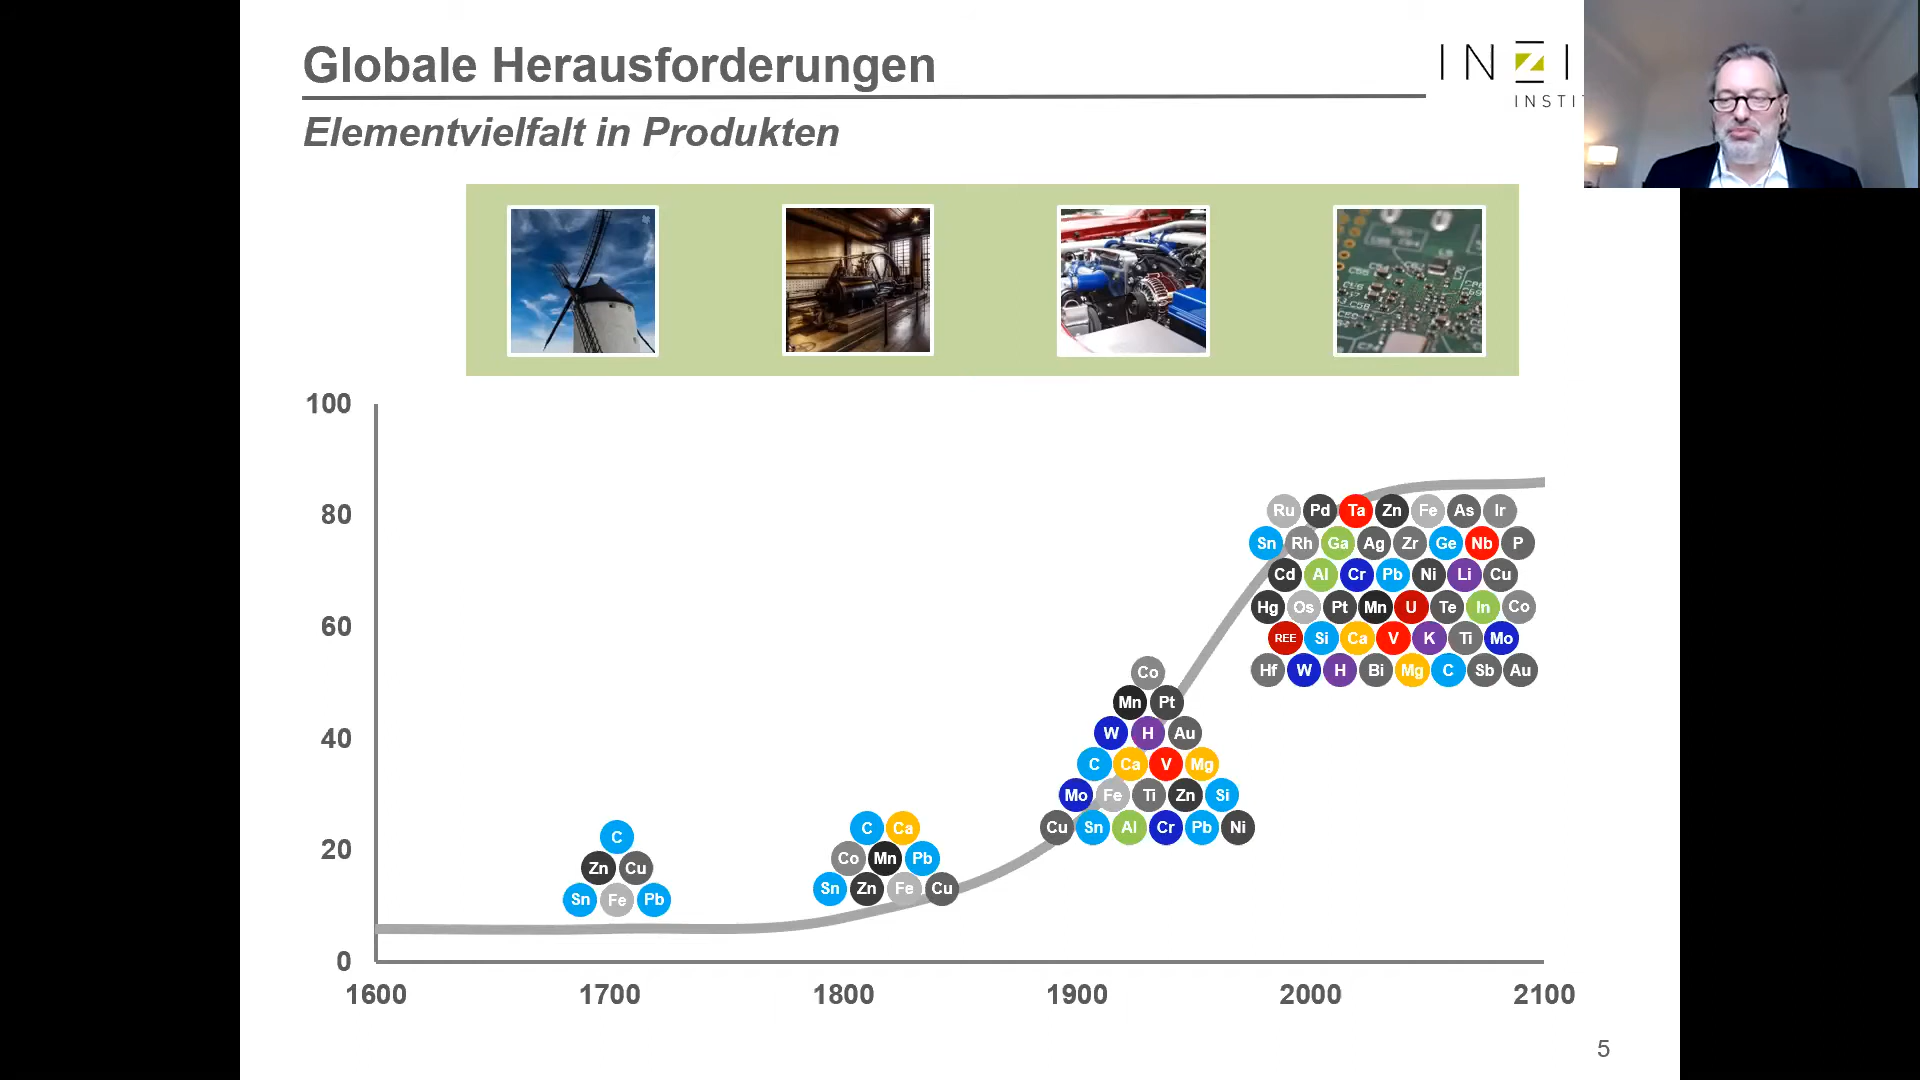 Globale Herausforderungen
INZI
INSTI
Elementvielfalt in Produkten
100
80
60
40
20
0
Ru Pd Ta Zn Fe As Ir
Sn Rh Ga Ag Zr Ge Nb P
Cd Al Cr Pb Ni Li Cu
Hg Os Pt Mn U Te In Co
REE Si Ca V K Ti Mo
Hf W H Bi Mg C Sb Au
Co
Mn Pt
W H Au
C Ca V Mg
Mo Fe Ti Zn Si
Cu Sn Al Cr Pb Ni
C Ca
Co Mn Pb
Sn Zn Fe Cu
C
Zn Cu
Sn Fe Pb
1600 1700 1800 1900 2000 2100
5